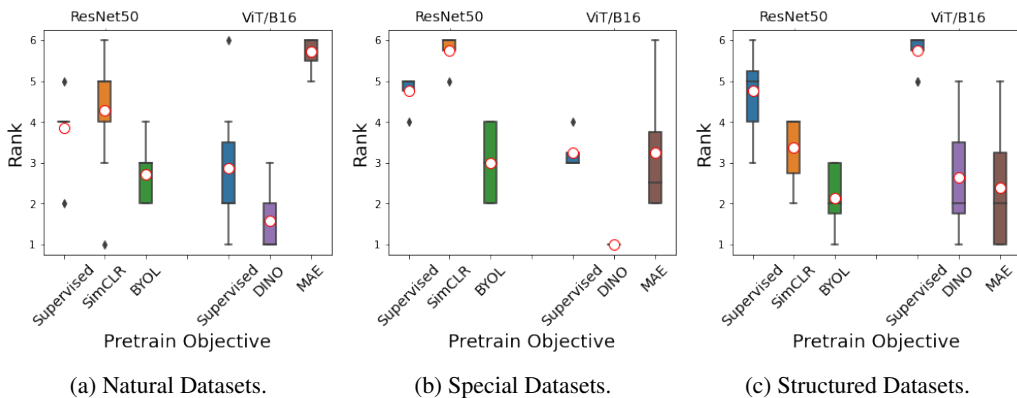 ResNet50 ViT/B16
6
5
4
3
2
1
Rank
Supervised SimCLR BYOL Supervised DINO MAE
Pretrain Objective
(a) Natural Datasets.
ResNet50 ViT/B16
6
5
4
3
2
1
Rank
Supervised SimCLR BYOL Supervised DINO MAE
Pretrain Objective
(b) Special Datasets.
ResNet50 ViT/B16
6
5
4
3
2
1
Rank
Supervised SimCLR BYOL Supervised DINO MAE
Pretrain Objective
(c) Structured Datasets.